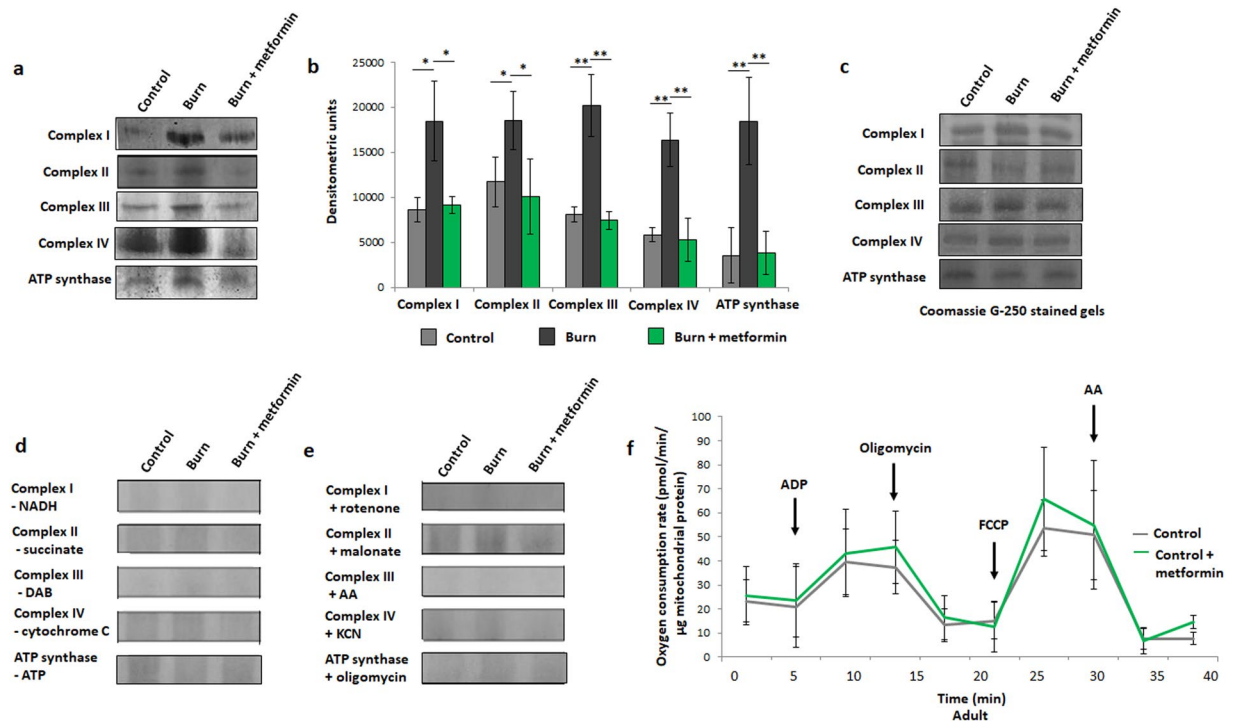 a
Control
Burn
Burn + metformin
Complex I
Complex II
Complex III
Complex IV
ATP synthase
b
Densitometric units
25000
20000
15000
10000
5000
0
* *
* *
** **
** **
** **
Complex I
Complex II
Complex III
Complex IV
ATP synthase
Control
Burn
Burn + metformin
c
Control
Burn
Burn + metformin
Complex I
Complex II
Complex III
Complex IV
ATP synthase
Coomassie G-250 stained gels
d
Control
Burn
Burn + metformin
Complex I
- NADH
Complex II
- succinate
Complex III
- DAB
Complex IV
- cytochrome C
ATP synthase
- ATP
e
Control
Burn
Burn + metformin
Complex I
+ rotenone
Complex II
+ malonate
Complex III
+ AA
Complex IV
+ KCN
ATP synthase
+ oligomycin
f
Oxygen consumption rate (pmol/min/
µg mitochondrial protein)
100
90
80
70
60
50
40
30
20
10
0
ADP
Oligomycin
FCCP
AA
Control
Control +
metformin
0 5 10 15 20 25 30 35 40
Time (min)
Adult